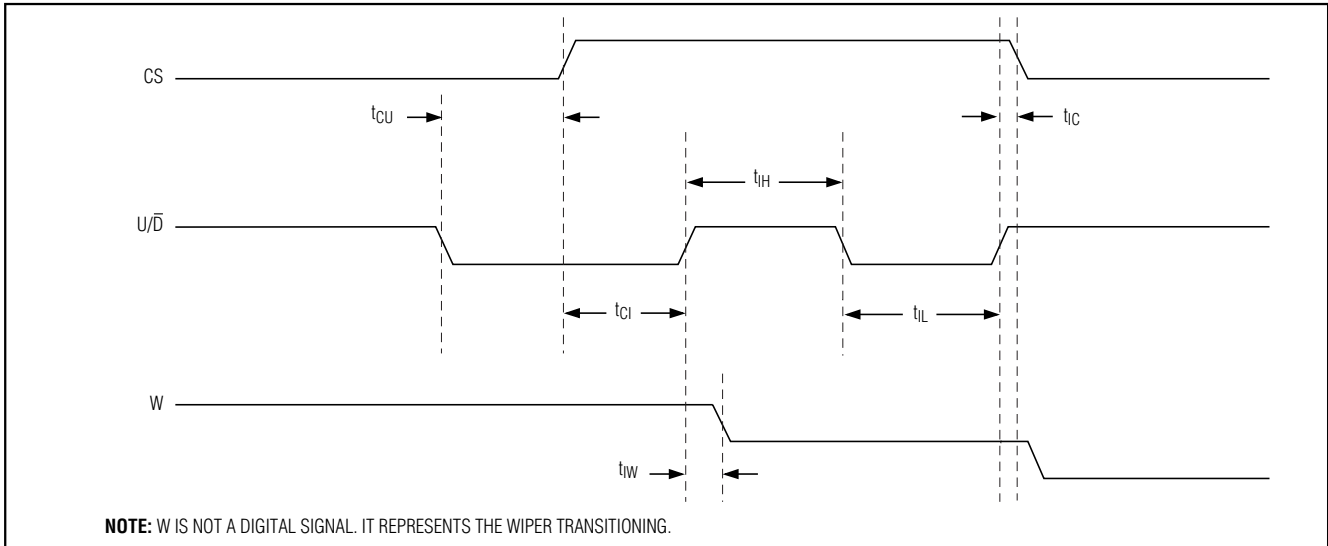 CS
tCU
tIC
tIH
U/D̅
tCI
tIL
W
tIW
NOTE: W IS NOT A DIGITAL SIGNAL. IT REPRESENTS THE WIPER TRANSITIONING.